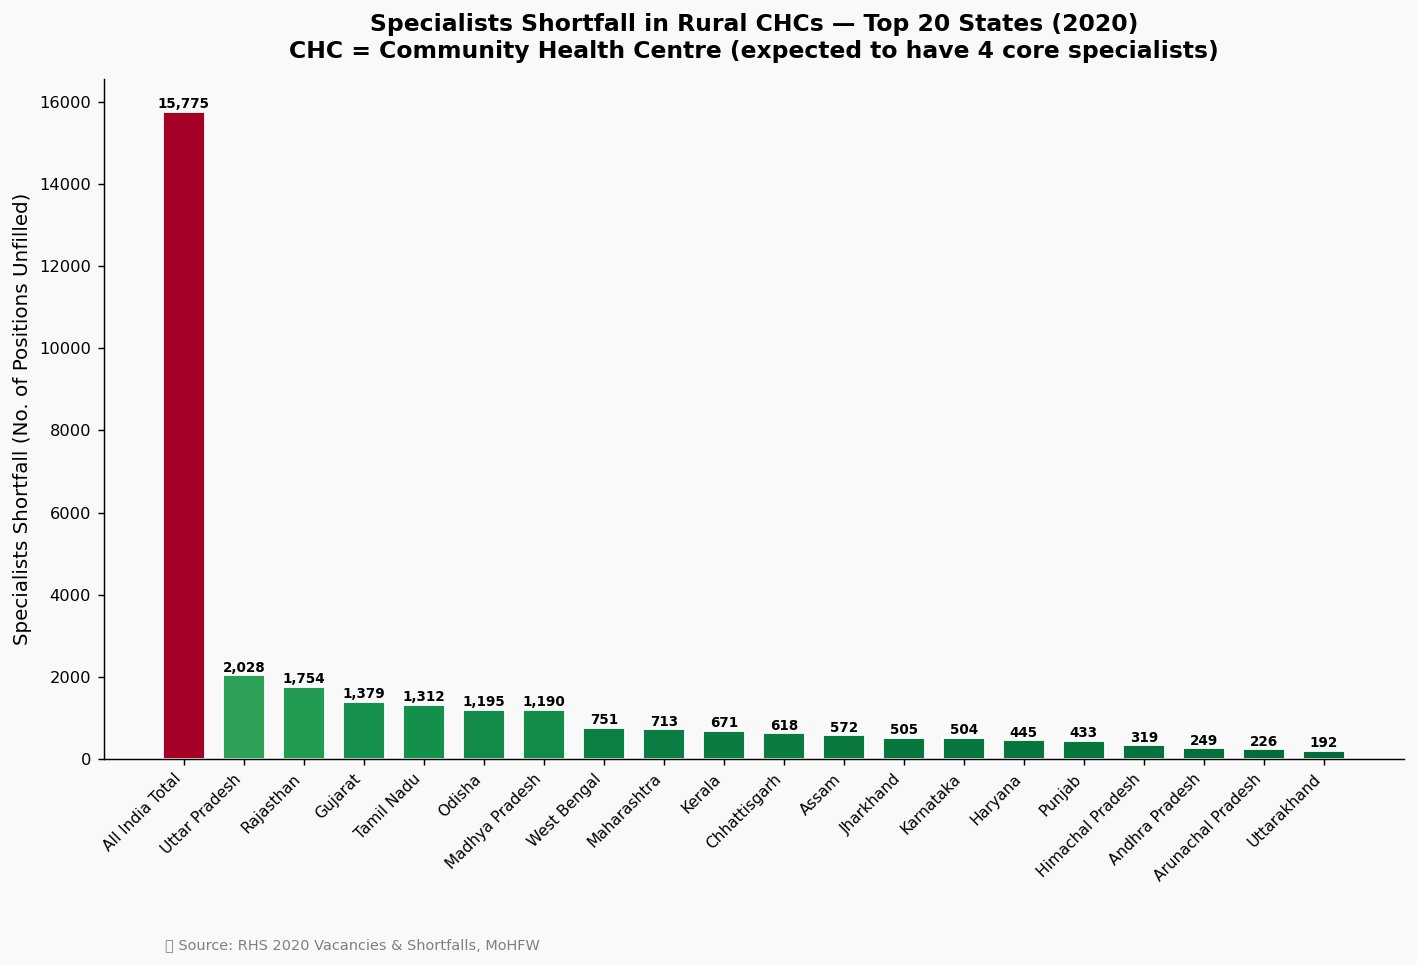 Specialists Shortfall in Rural CHCs — Top 20 States (2020)
CHC = Community Health Centre (expected to have 4 core specialists)
Specialists Shortfall (No. of Positions Unfilled)
16000
14000
12000
10000
8000
6000
4000
2000
0
15,775
2,028
1,754
1,379
1,312
1,195
1,190
751
713
671
618
572
505
504
445
433
319
249
226
192
All India Total
Uttar Pradesh
Rajasthan
Gujarat
Tamil Nadu
Odisha
Madhya Pradesh
West Bengal
Maharashtra
Kerala
Chhattisgarh
Assam
Jharkhand
Karnataka
Haryana
Punjab
Himachal Pradesh
Andhra Pradesh
Arunachal Pradesh
Uttarakhand
Source: RHS 2020 Vacancies & Shortfalls, MoHFW